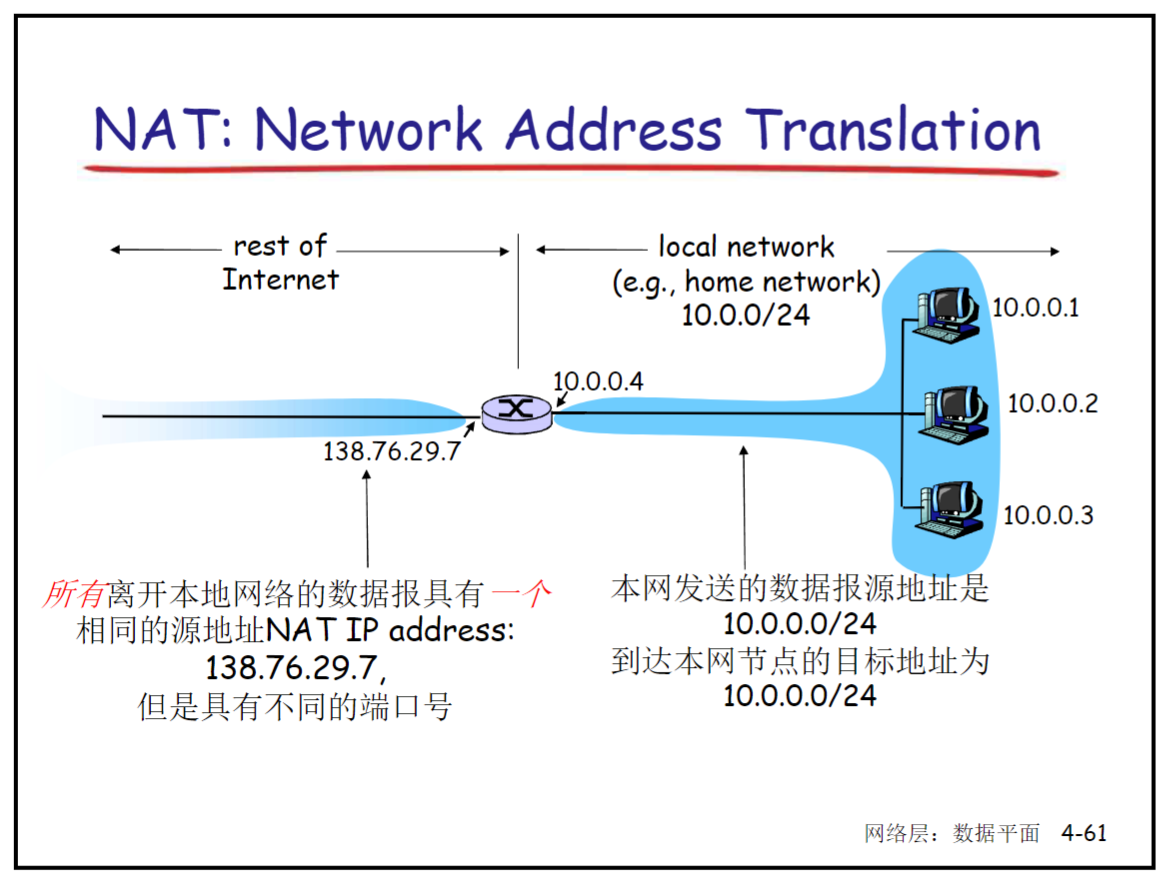 NAT: Network Address Translation
rest of
Internet
local network
(e.g., home network)
10.0.0/24
10.0.0.1
10.0.0.4
10.0.0.2
138.76.29.7
10.0.0.3
所有离开本地网络的数据报具有一个
相同的源地址NAT IP address:
138.76.29.7,
但是具有不同的端口号
本网发送的数据报源地址是
10.0.0.0/24
到达本网节点的目标地址为
10.0.0.0/24
网络层：数据平面 4-61